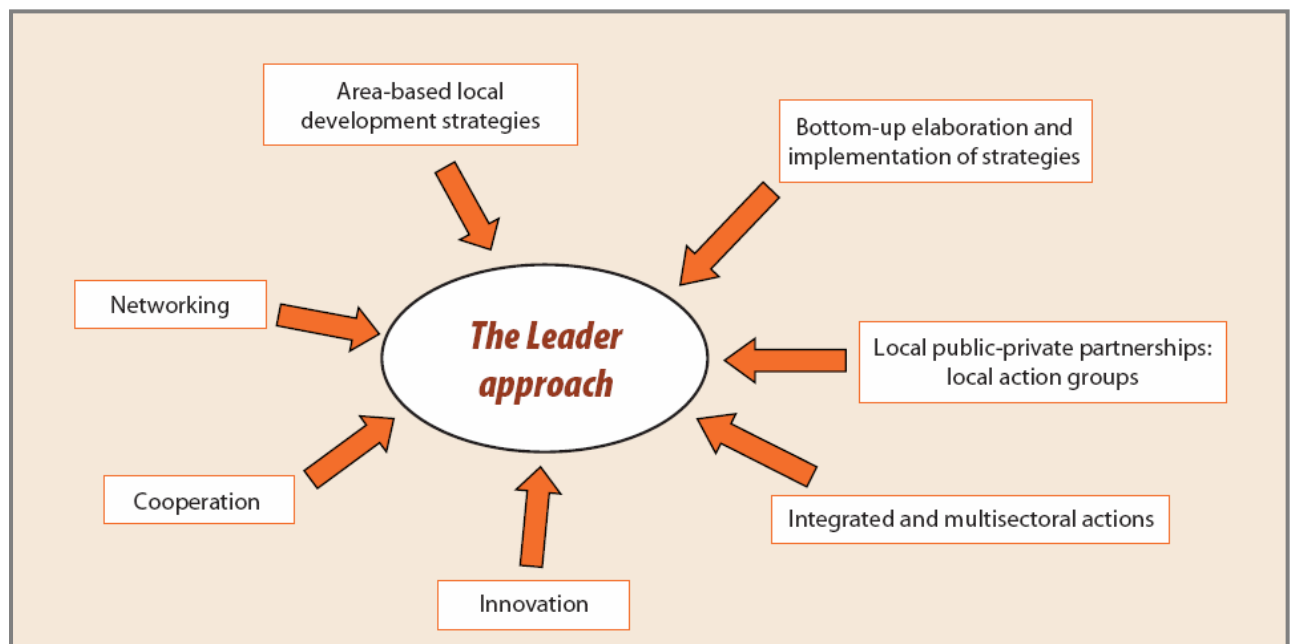 Area-based local
development strategies
Bottom-up elaboration and
implementation of strategies
Networking
The Leader
approach
Local public-private partnerships:
local action groups
Cooperation
Integrated and multisectoral actions
Innovation